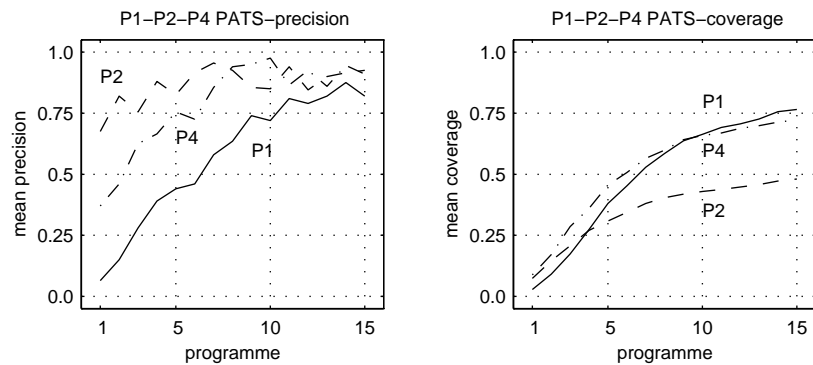 P1−P2−P4 PATS−precision
1.0
0.75
0.5
0.25
0.0
mean precision
P2
P4
P1
1 5 10 15
programme
P1−P2−P4 PATS−coverage
1.0
0.75
0.5
0.25
0.0
mean coverage
P1
P4
P2
1 5 10 15
programme